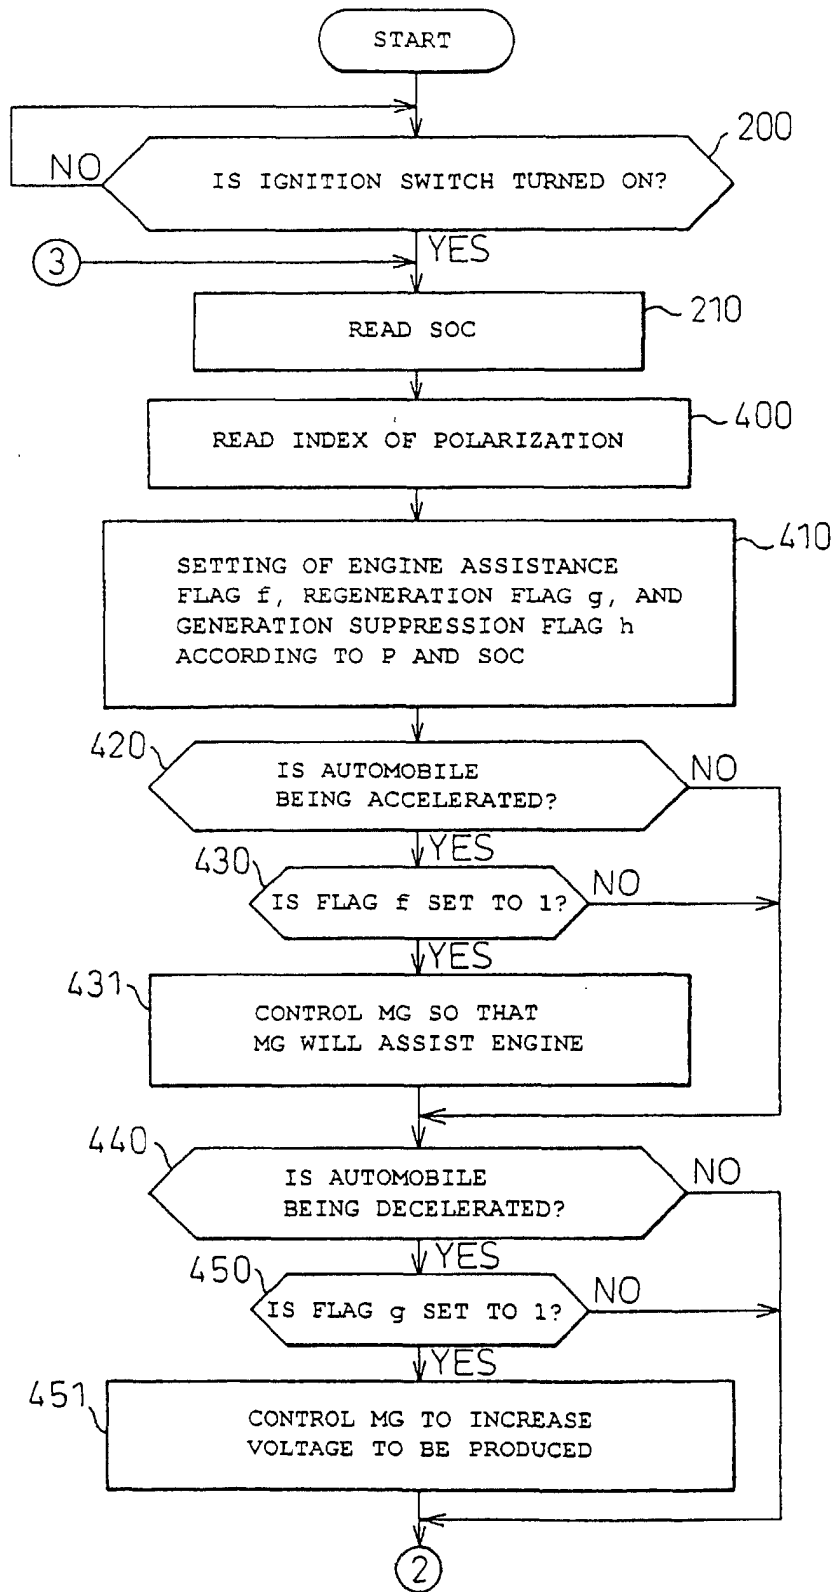 START
200
NO
IS IGNITION SWITCH TURNED ON?
YES
3
210
READ SOC
400
READ INDEX OF POLARIZATION
410
SETTING OF ENGINE ASSISTANCE
FLAG f, REGENERATION FLAG g, AND
GENERATION SUPPRESSION FLAG h
ACCORDING TO P AND SOC
420
IS AUTOMOBILE
BEING ACCELERATED?
NO
YES
430
IS FLAG f SET TO 1?
NO
YES
431
CONTROL MG SO THAT
MG WILL ASSIST ENGINE
440
IS AUTOMOBILE
BEING DECELERATED?
NO
YES
450
IS FLAG g SET TO 1?
NO
YES
451
CONTROL MG TO INCREASE
VOLTAGE TO BE PRODUCED
2